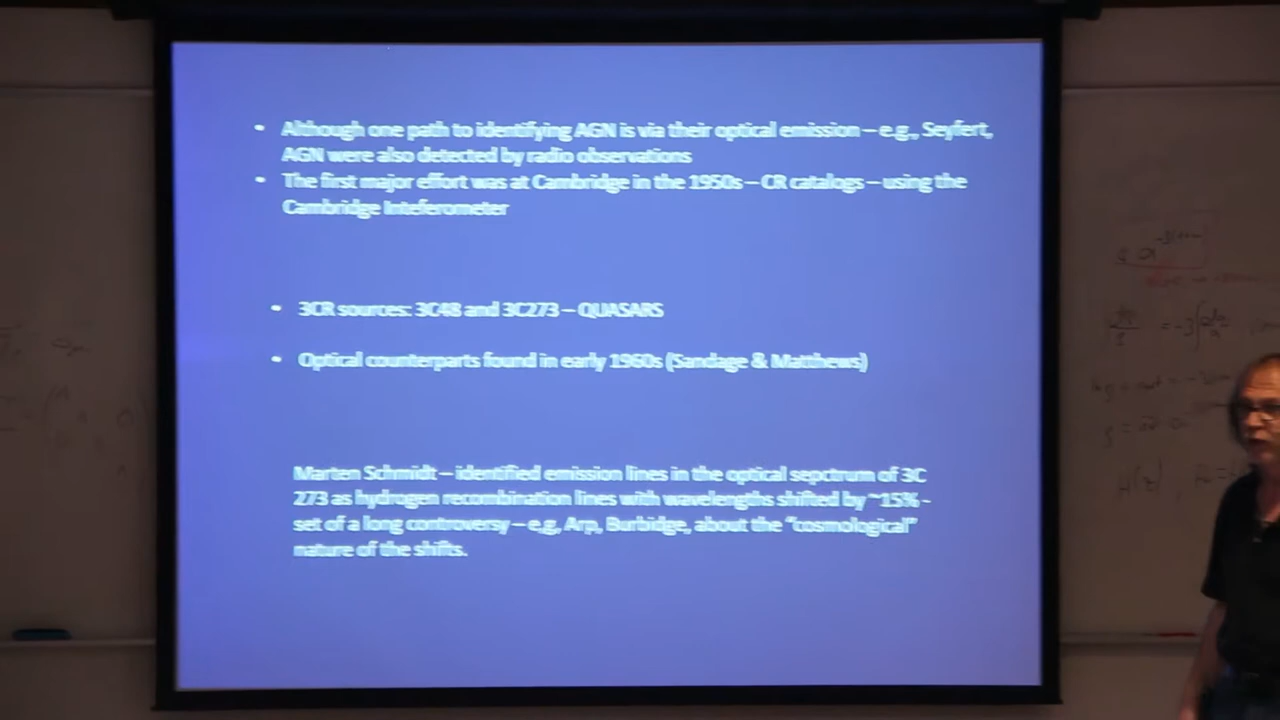 • Although one path to identifying AGN is via their optical emission – e.g., Seyfert,
AGN were also detected by radio observations
• The first major effort was at Cambridge in the 1950s – CR catalogs – using the
Cambridge Inteferometer
• 3CR sources: 3C48 and 3C273 – QUASARS
• Optical counterparts found in early 1960s (Sandage & Matthews)
Marten Schmidt – identified emission lines in the optical sepctrum of 3C
273 as hydrogen recombination lines with wavelengths shifted by ~15% -
set of a long controversy – e,g, Arp, Burbidge, about the “cosmological”
nature of the shifts.